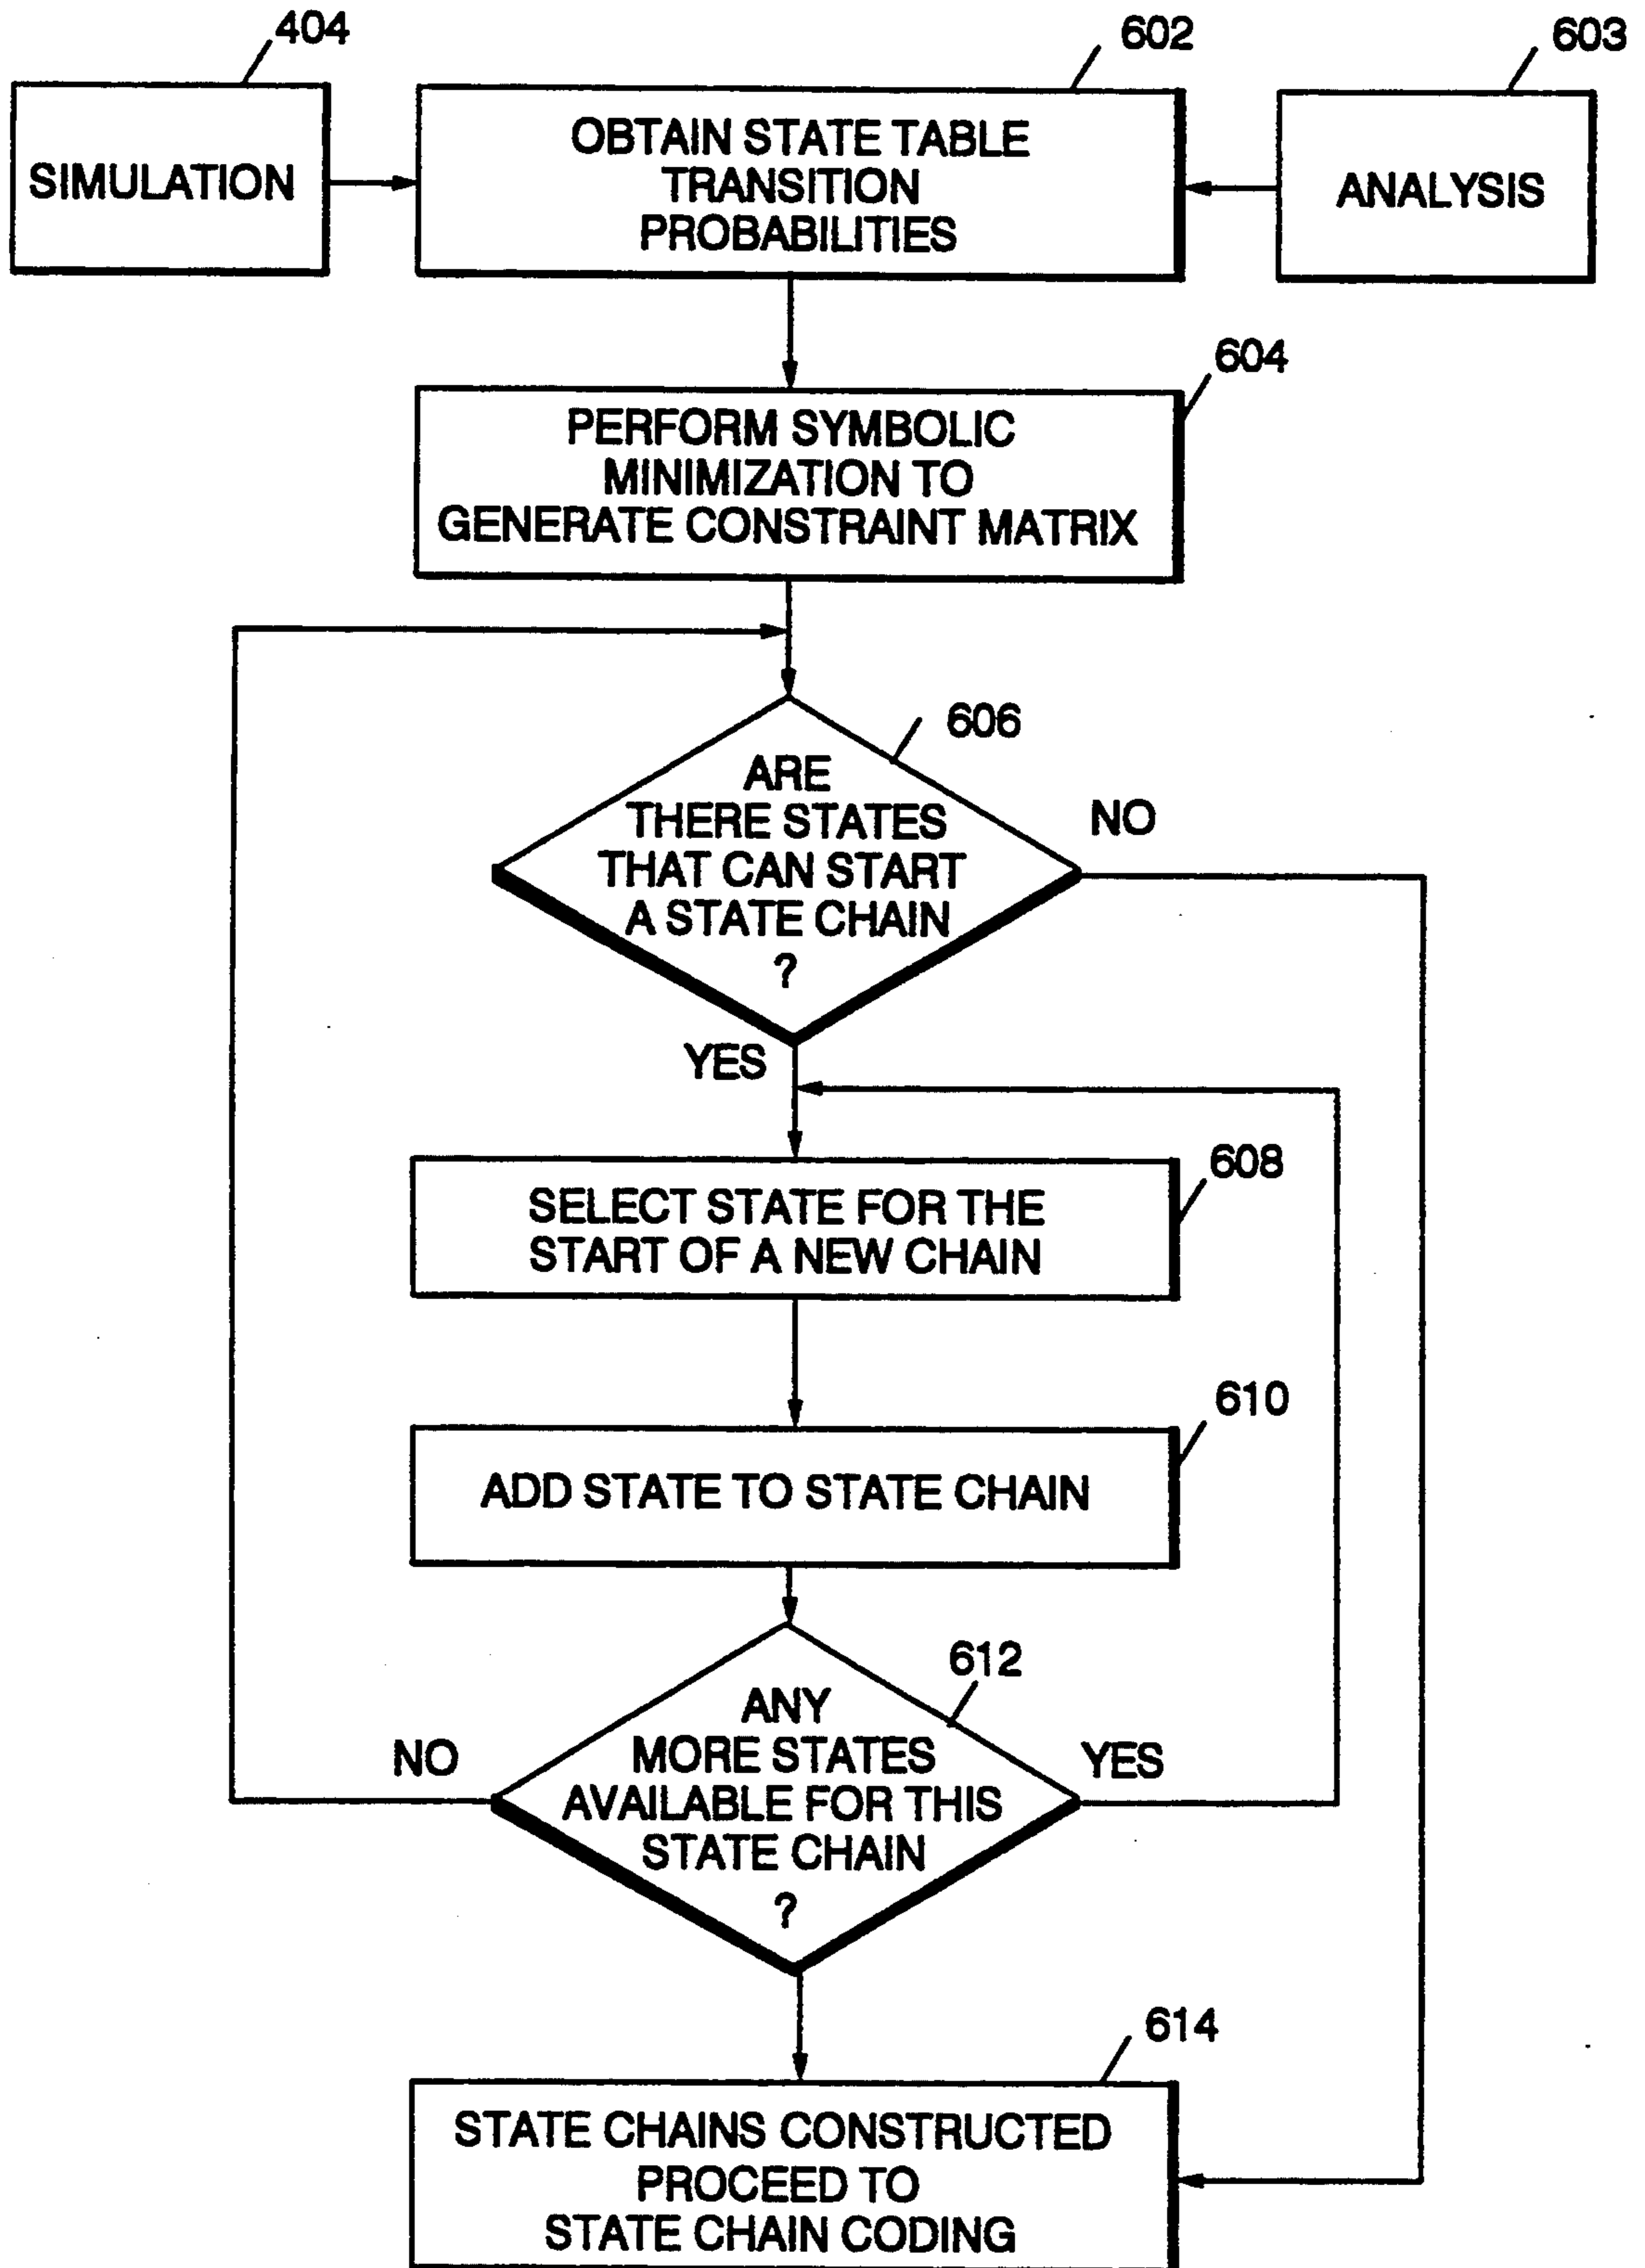 404
602
603
SIMULATION
OBTAIN STATE TABLE
TRANSITION
PROBABILITIES
ANALYSIS
604
PERFORM SYMBOLIC
MINIMIZATION TO
GENERATE CONSTRAINT MATRIX
606
ARE
THERE STATES
THAT CAN START
A STATE CHAIN
?
NO
YES
608
SELECT STATE FOR THE
START OF A NEW CHAIN
610
ADD STATE TO STATE CHAIN
612
ANY
MORE STATES
AVAILABLE FOR THIS
STATE CHAIN
?
NO
YES
614
STATE CHAINS CONSTRUCTED
PROCEED TO
STATE CHAIN CODING